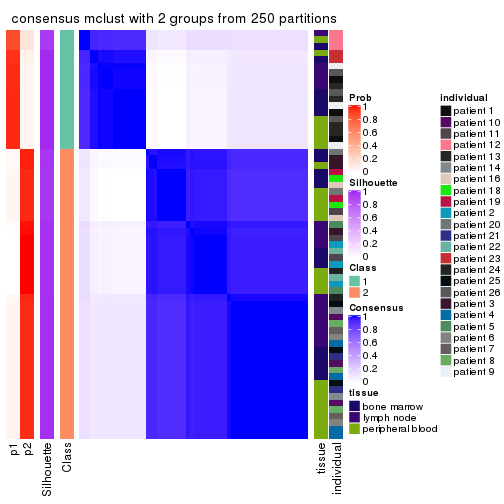 consensus mclust with 2 groups from 250 partitions
p1
p2
Silhouette
Class
tissue
individual
Prob
1
0.8
0.6
0.4
0.2
0
Silhouette
1
0.8
0.6
0.4
0.2
0
Class
1
2
Consensus
1
0.8
0.6
0.4
0.2
0
tissue
bone marrow
lymph node
peripheral blood
individual
patient 1
patient 10
patient 11
patient 12
patient 13
patient 14
patient 16
patient 18
patient 19
patient 2
patient 20
patient 21
patient 22
patient 23
patient 24
patient 25
patient 26
patient 3
patient 4
patient 5
patient 6
patient 7
patient 8
patient 9